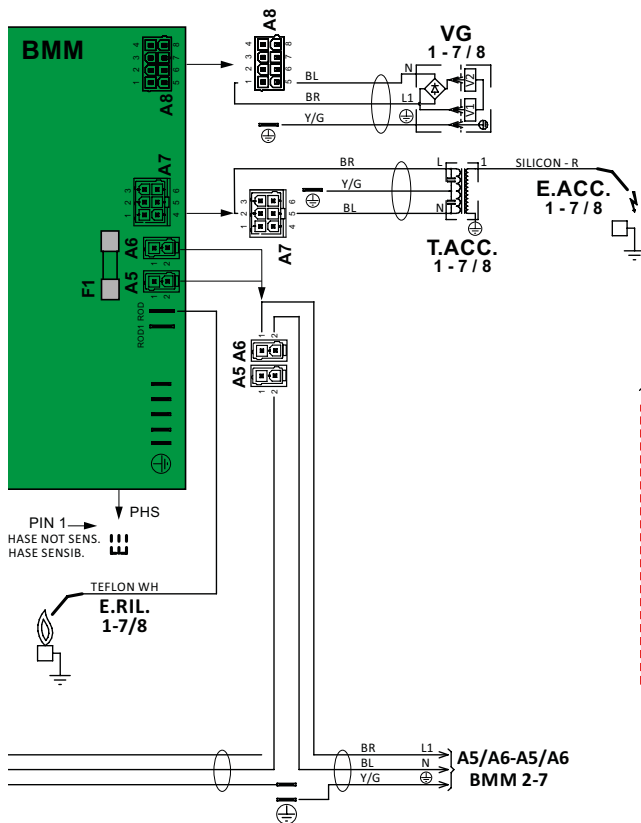 BMM
4 8
3 7
2 6
1 5
A8
A8
4 8
3 7
2 6
1 5
VG
1 - 7 / 8
BL
N
BR
L1
Y/G
V2
V1
A7
3 6
2 5
1 4
3 6
2 5
1 4
A7
BR
L
1
SILICON - R
Y/G
BL
N
E.ACC.
1 - 7 / 8
T.ACC.
1 - 7 / 8
A6
1 2
A5
1 2
F1
ROD1 ROD
1 2
A5 A6
1 2
PHS
PIN 1
HASE NOT SENS.
HASE SENSIB.
TEFLON WH
E.RIL.
1-7/8
BR L1
BL N
Y/G
A5/A6-A5/A6
BMM 2-7